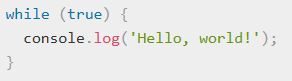 while (true) {
  console.log('Hello, world!');
}